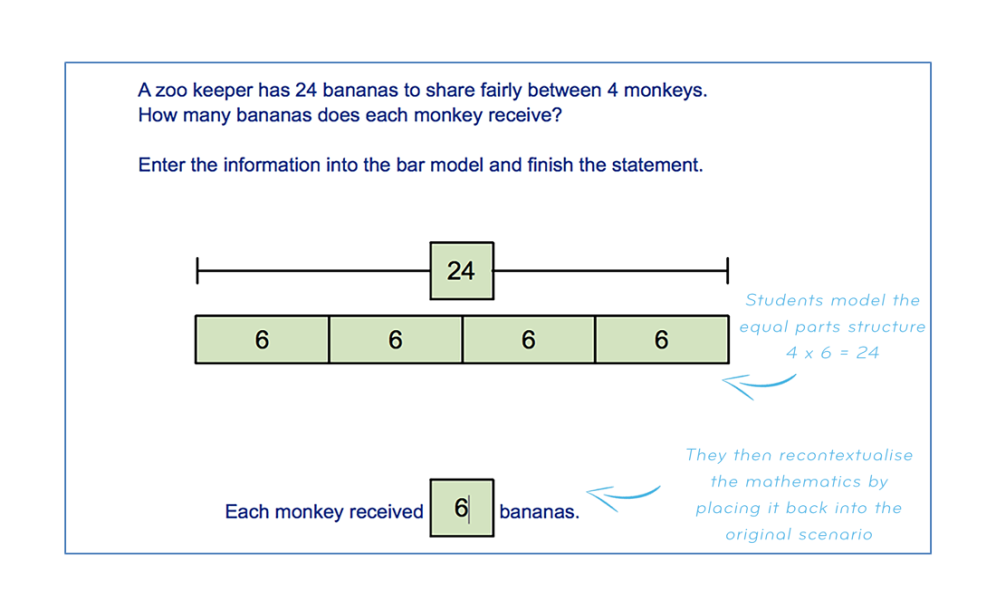 A zoo keeper has 24 bananas to share fairly between 4 monkeys.
How many bananas does each monkey receive?
Enter the information into the bar model and finish the statement.
24
6 6 6 6
Students model the
equal parts structure
4 x 6 = 24
They then recontextualise
the mathematics by
placing it back into the
original scenario
Each monkey received 6 bananas.